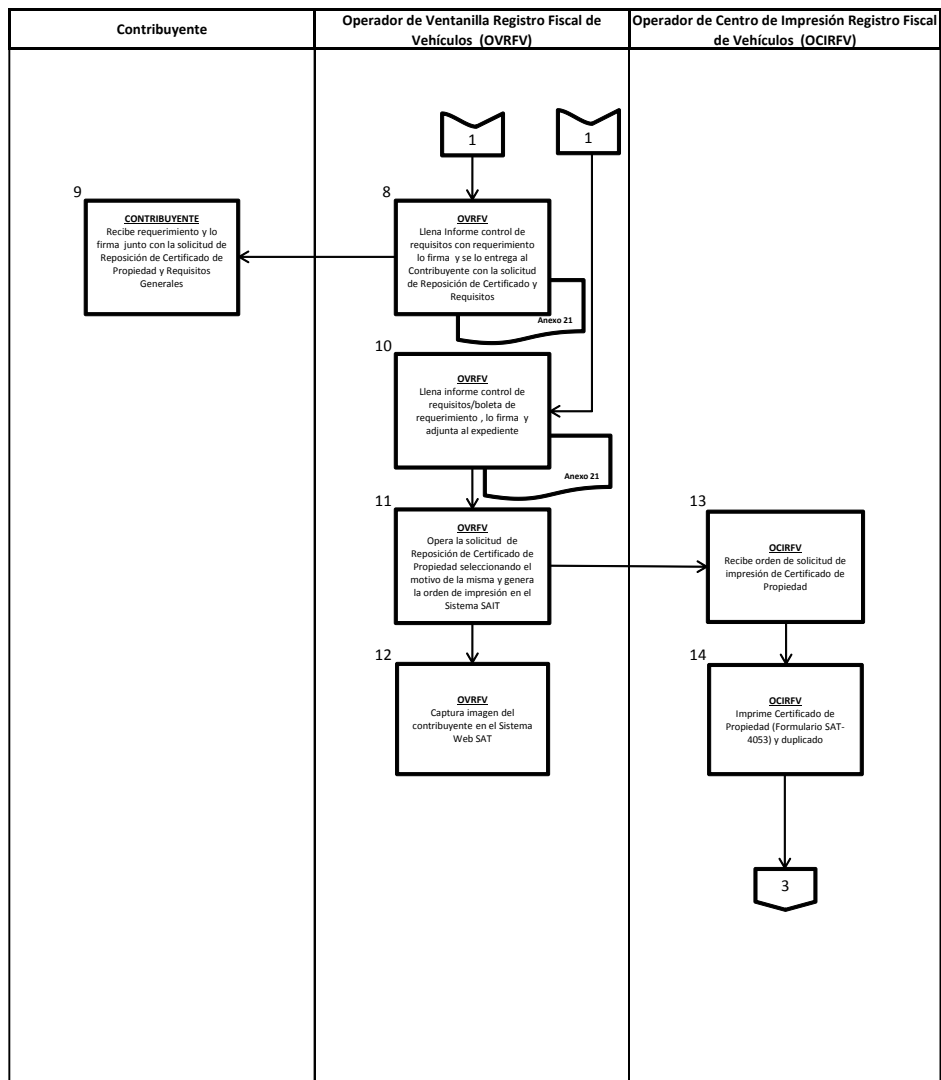 Contribuyente
Operador de Ventanilla Registro Fiscal de
Vehículos (OVRFV)
Operador de Centro de Impresión Registro Fiscal
de Vehículos (OCIRFV)
1
1
9
CONTRIBUYENTE
Recibe requerimiento y lo
firma junto con la solicitud de
Reposición de Certificado de
Propiedad y Requisitos
Generales
8
OVRFV
Llena Informe control de
requisitos con requerimiento
lo firma y se lo entrega al
Contribuyente con la solicitud
de Reposición de Certificado y
Requisitos
Anexo 21
10
OVRFV
Llena informe control de
requisitos/boleta de
requerimiento , lo firma y
adjunta al expediente
Anexo 21
11
OVRFV
Opera la solicitud de
Reposición de Certificado de
Propiedad seleccionando el
motivo de la misma y genera
la orden de impresión en el
Sistema SAIT
13
OCIRFV
Recibe orden de solicitud de
impresión de Certificado de
Propiedad
12
OVRFV
Captura imagen del
contribuyente en el Sistema
Web SAT
14
OCIRFV
Imprime Certificado de
Propiedad (Formulario SAT-
4053) y duplicado
3